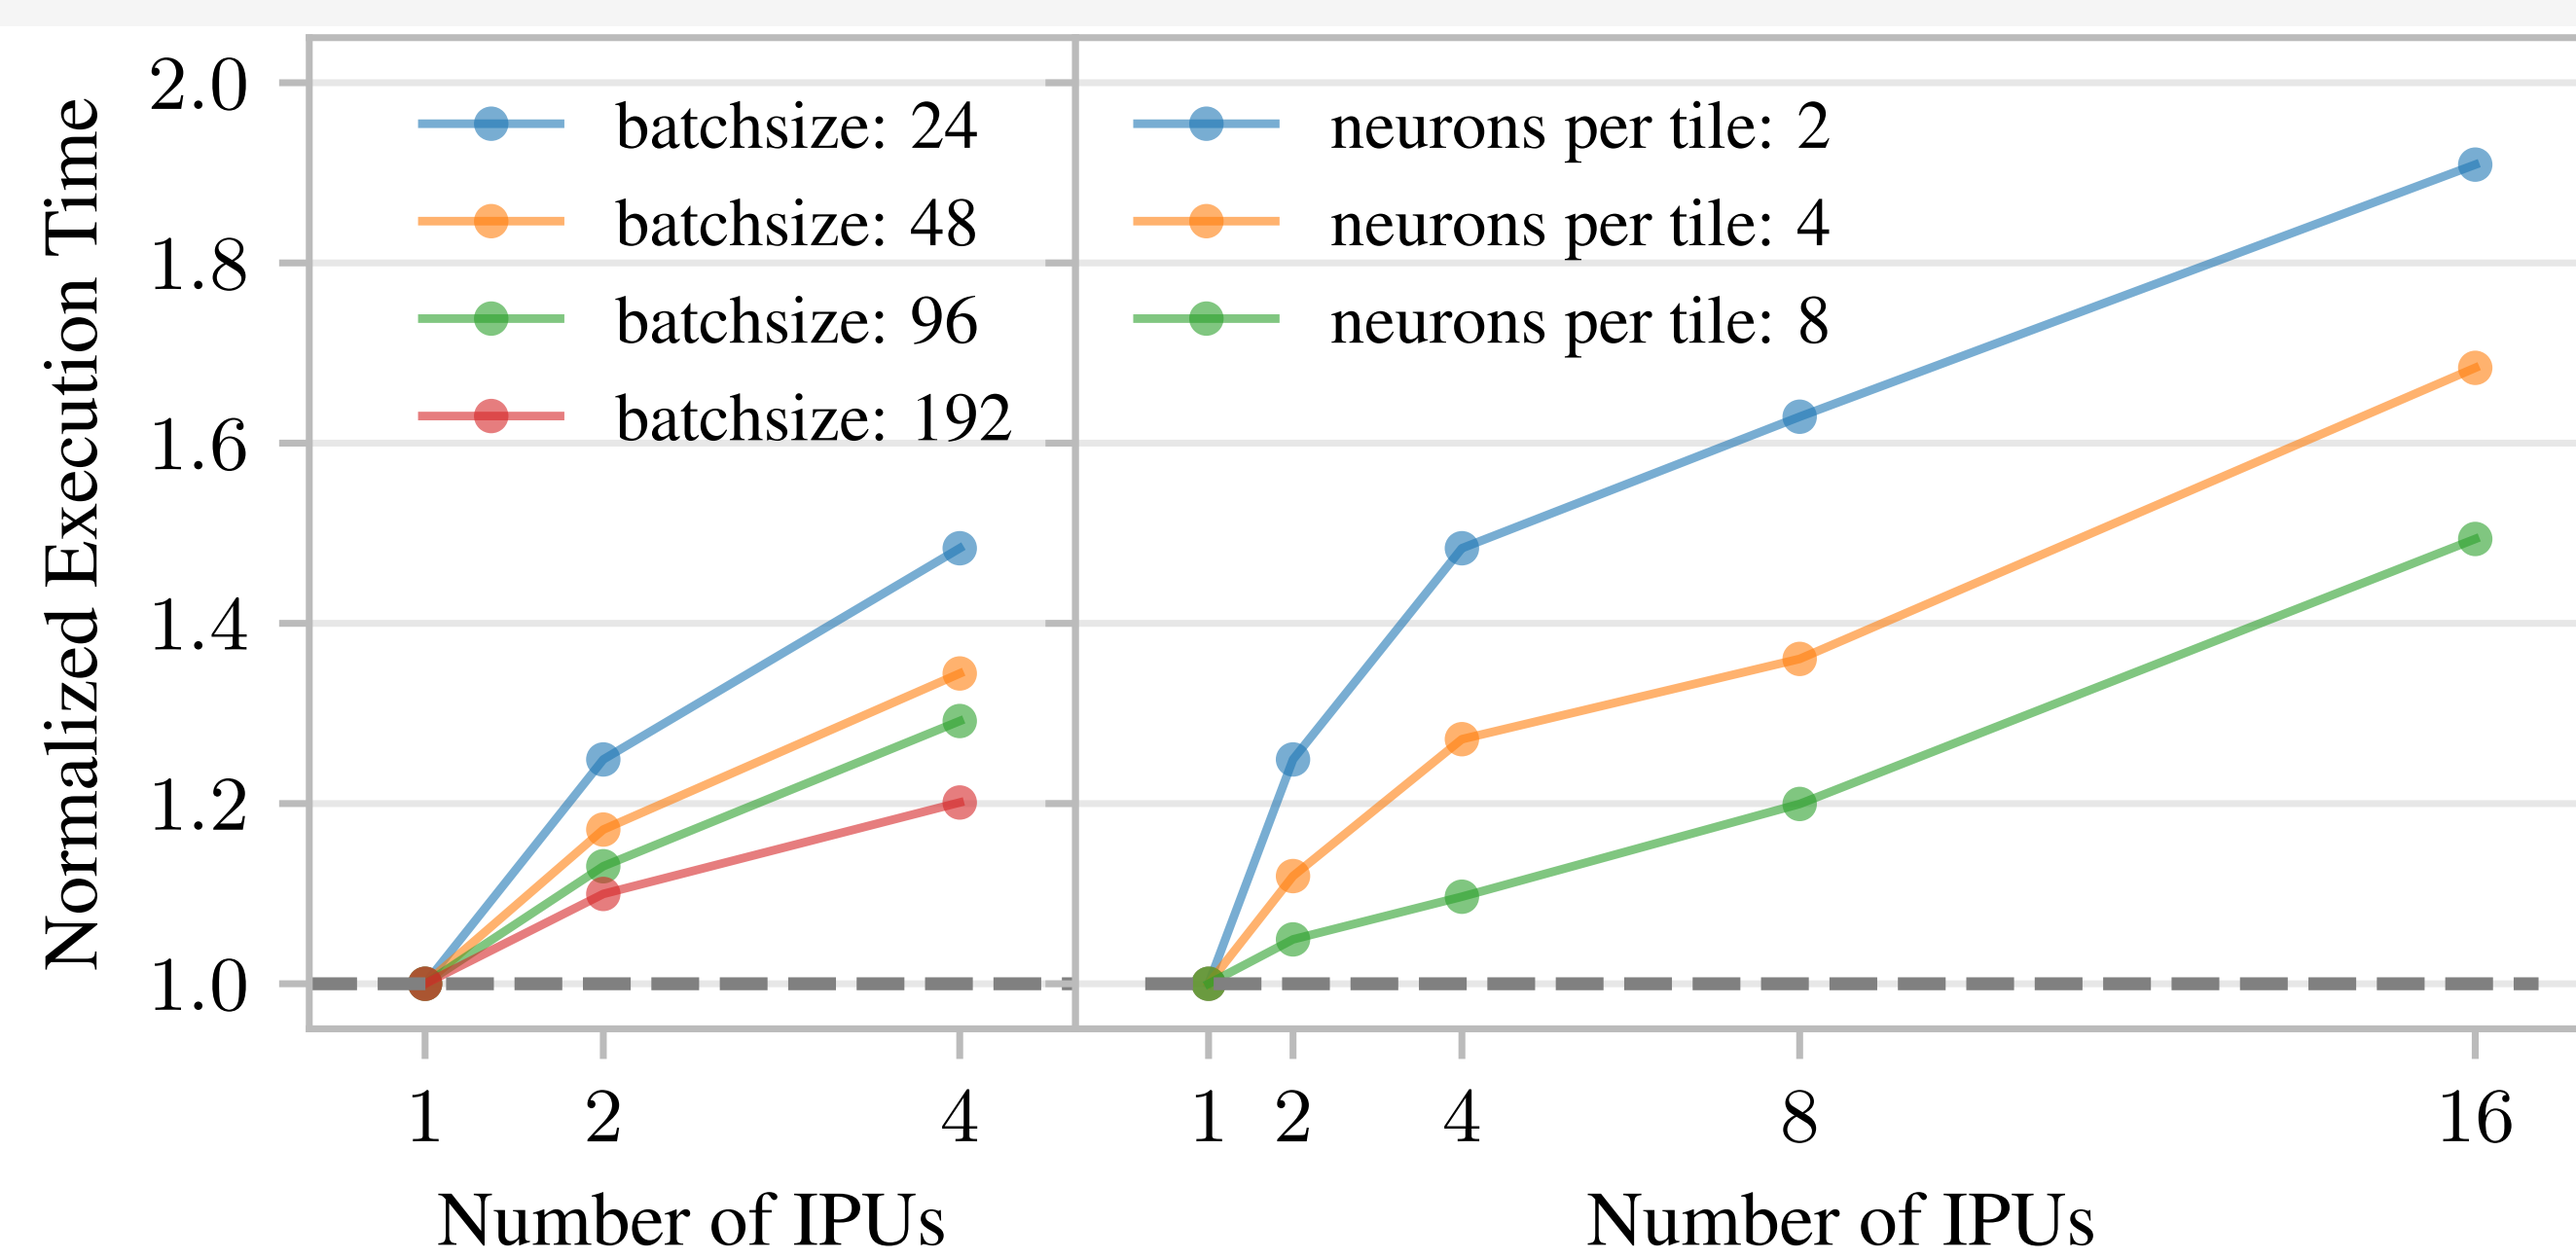 Normalized Execution Time
2.0
1.8
1.6
1.4
1.2
1.0
batchsize: 24
batchsize: 48
batchsize: 96
batchsize: 192
1 2 4
Number of IPUs
neurons per tile: 2
neurons per tile: 4
neurons per tile: 8
1 2 4 8 16
Number of IPUs